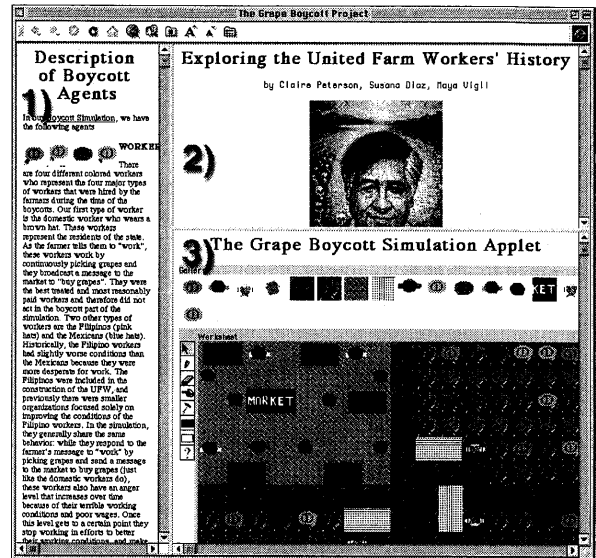 The Grape Boycott Project
Description
of Boycott
Agents
1)
In our Boycott Simulation, we have
the following agents
WORKER
There
are four different colored workers
who represent the four major types
of workers that were hired by the
farmers during the time of the
boycotts. Our first type of worker
is the domestic worker who wears a
brown hat. These workers
represent the residents of the state.
As the farmer tells them to "work",
these workers work by
continuously picking grapes and
they broadcast a message to the
market to "buy grapes". They were
the best treated and most reasonably
paid workers and therefore did not
act in the boycott part of the
simulation. Two other types of
workers are the Filipinos (pink
hats) and the Mexicans (blue hats).
Historically, the Filipino workers
had slightly worse conditions than
the Mexicans because they were
more desperate for work. The
Filipinos were included in the
construction of the UFW, and
previously there were smaller
organizations focused solely on
improving the conditions of the
Filipino workers. In the simulation,
they generally share the same
behavior: while they respond to the
farmer's message to "work" by
picking grapes and send a message
to the market to buy grapes (just
like the domestic workers do),
these workers also have an anger
level that increases over time
because of their terrible working
conditions and poor wages. Once
this level gets to a certain point they
stop working in efforts to better
their working conditions, and make
Exploring the United Farm Workers' History
by Claire Peterson, Susana Diaz, Maya Vigil
2)
3)
The Grape Boycott Simulation Applet
Gallery
KET
Worksheet
MARKET
?